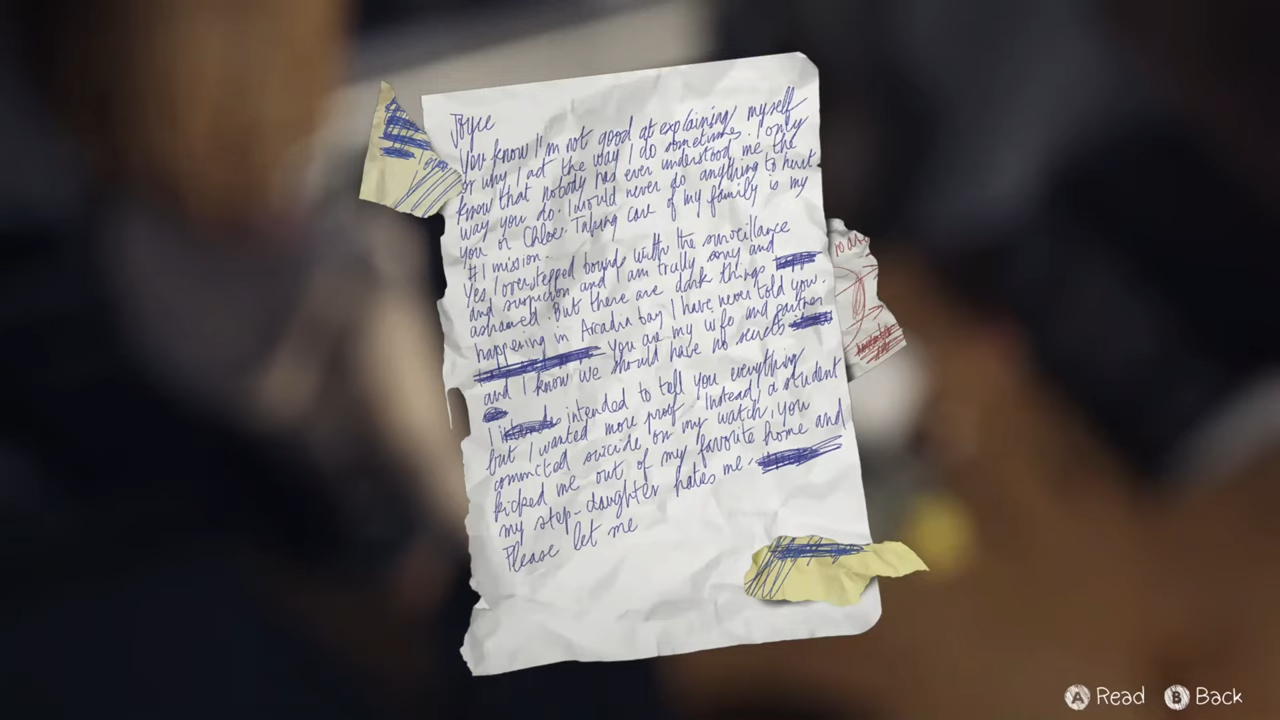 Joyce
You know I'm not good at explaining myself
or why I act the way I do sometimes. I only
know that nobody has ever understood me the
way you do. I would never do anything to hurt
you or Chloe. Taking care of my family is my
#1 mission.
Yes I overstepped bounds with the surveillance
and suspicion and I am trully sorry and
ashamed. But there are dark things
happening in Arcadia bay I have never told you.
You are my wife and partner
and I know we should have no secrets
I intended to tell you everything
but I wanted more proof. Instead, a student
committed suicide on my watch, you
kicked me out of my favorite home and
my step-daughter hates me.
Please let me
A Read B Back